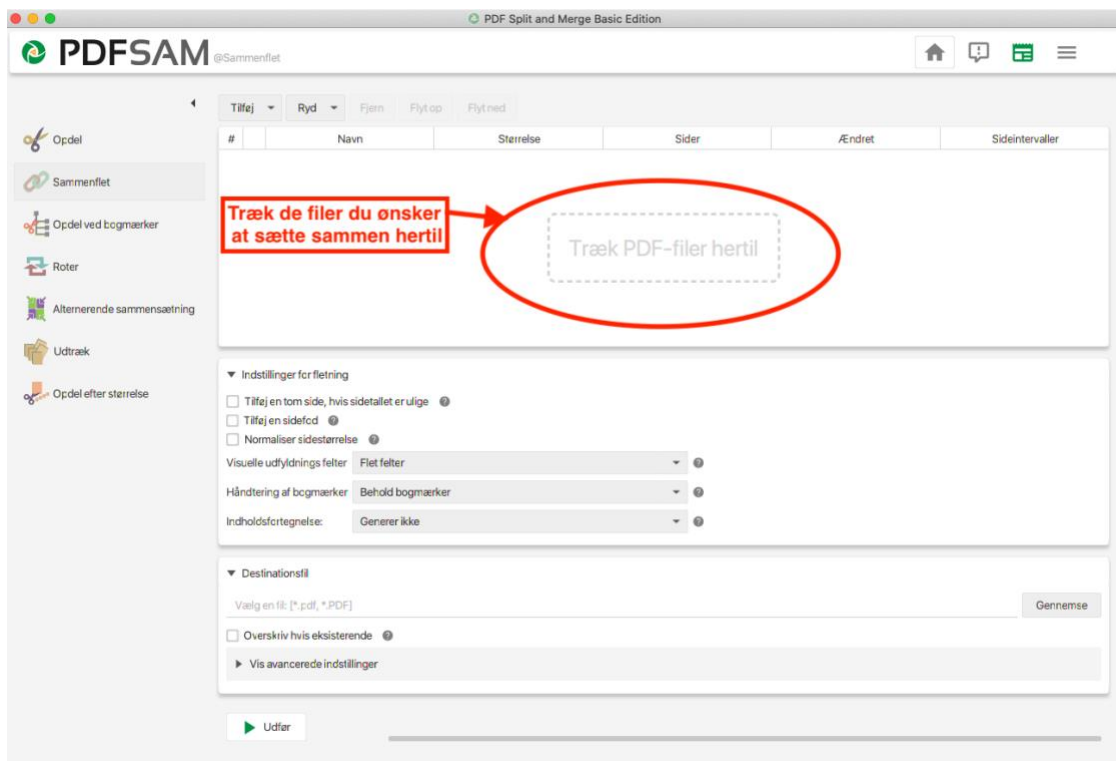 PDF Split and Merge Basic Edition
PDFSAM @Sammenflet
Tilføj Ryd Fjern Flyt op Flyt ned
Opdel
Sammenflet
Opdel ved bogmærker
Roter
Alternerende sammensætning
Udtræk
Opdel efter størrelse
# Navn Størrelse Sider Ændret Sideintervaller
Træk de filer du ønsker
at sætte sammen hertil
Træk PDF-filer hertil
Indstillinger for fletning
Tilføj en tom side, hvis sidetallet er ulige
Tilføj en sidefod
Normaliser sidestørrelse
Visuelle udfyldnings felter Flet felter
Håndtering af bogmærker Behold bogmærker
Indholdsfortegnelse: Generer ikke
Destinationsfil
Vælg en fil: [*.pdf, *.PDF] Gennemse
Overskriv hvis eksisterende
Vis avancerede indstillinger
Udfør